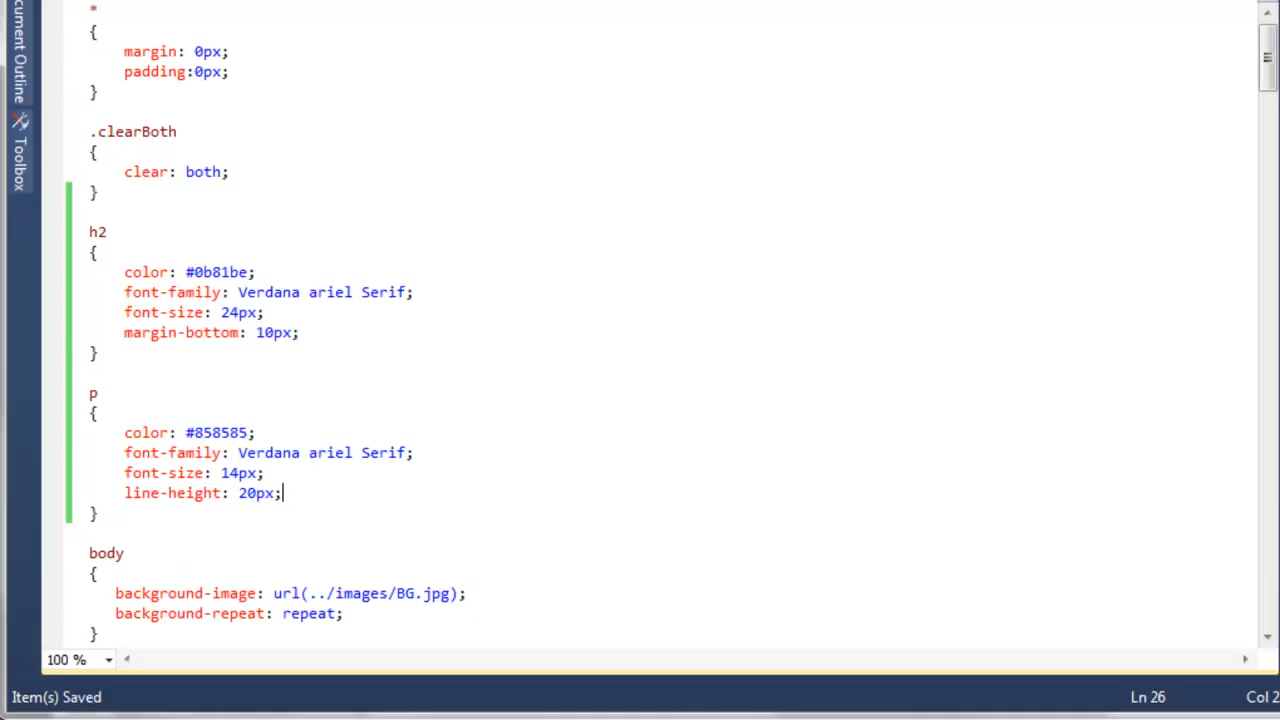 *
{
margin: 0px;
padding:0px;
}
.clearBoth
{
clear: both;
}
h2
{
color: #0b81be;
font-family: Verdana ariel Serif;
font-size: 24px;
margin-bottom: 10px;
}
p
{
color: #858585;
font-family: Verdana ariel Serif;
font-size: 14px;
line-height: 20px;
}
body
{
background-image: url(../images/BG.jpg);
background-repeat: repeat;
}
cument Outline
Toolbox
100 %
Item(s) Saved
Ln 26
Col 2